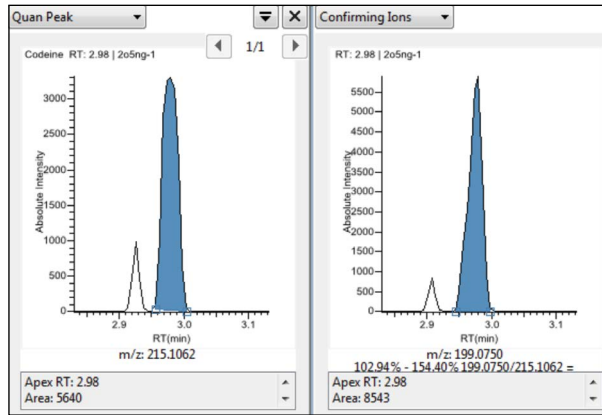 Quan Peak
1/1
Codeine RT: 2.98 | 2o5ng-1
3000
2500
2000
1500
1000
500
0
Absolute Intensity
2.9
3.0
3.1
RT(min)
m/z: 215.1062
Apex RT: 2.98
Area: 5640
Confirming Ions
RT: 2.98 | 2o5ng-1
5500
5000
4500
4000
3500
3000
2500
2000
1500
1000
500
0
Absolute Intensity
2.9
3.0
3.1
RT(min)
m/z: 199.0750
102.94% - 154.40% 199.0750/215.1062 =
Apex RT: 2.98
Area: 8543